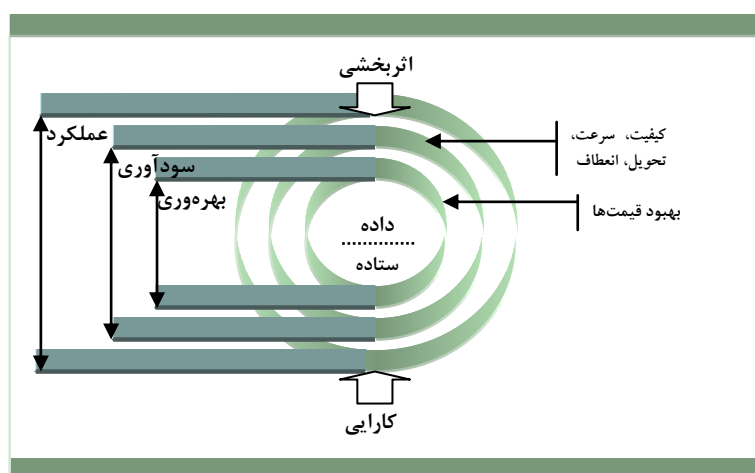 اثربخشی
عملکرد
سودآوری
بهره‌وری
کیفیت، سرعت،
تحویل، انعطاف
بهبود قیمت‌ها
داده
ستاده
کارایی